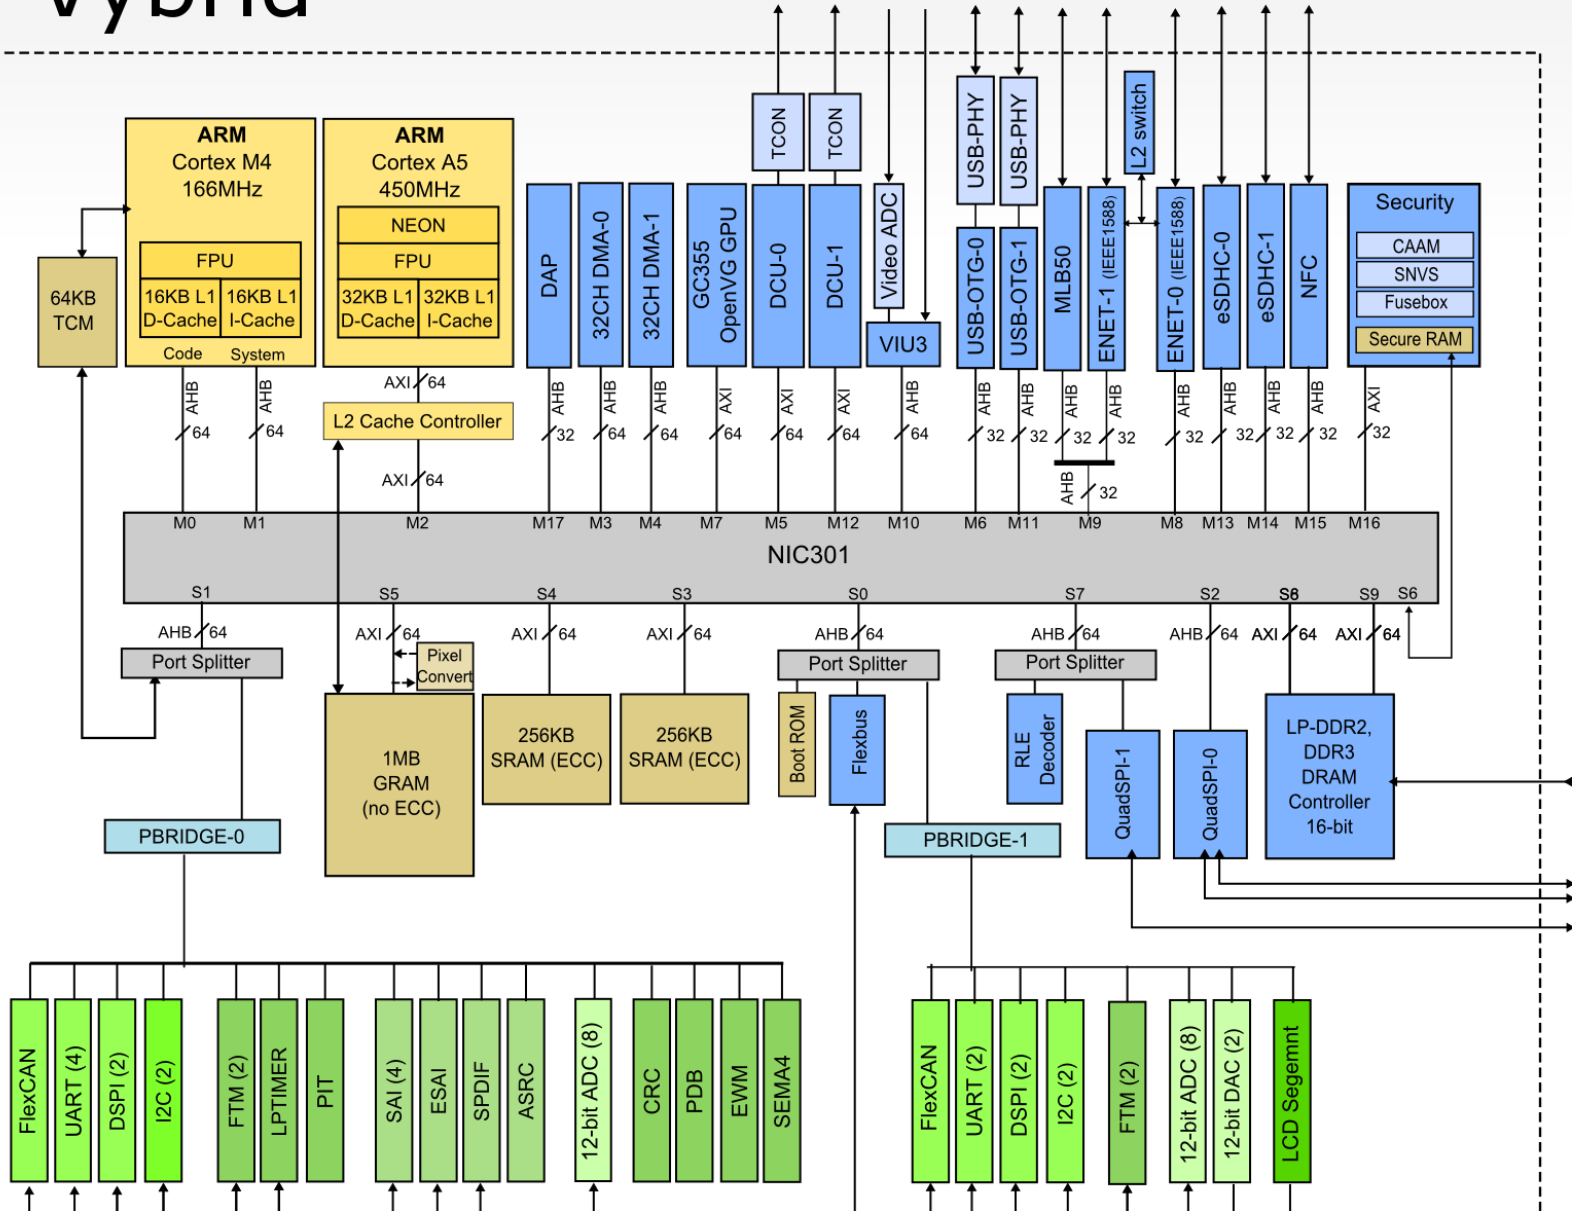 Vybrid
ARM
Cortex M4
166MHz
FPU
16KB L1
D-Cache
16KB L1
I-Cache
Code
System
64KB
TCM
ARM
Cortex A5
450MHz
NEON
FPU
32KB L1
D-Cache
32KB L1
I-Cache
L2 Cache Controller
DAP
32CH DMA-0
32CH DMA-1
GC355
OpenVG GPU
TCON
DCU-0
TCON
DCU-1
Video ADC
VIU3
USB-PHY
USB-OTG-0
USB-PHY
USB-OTG-1
MLB50
ENET-1 (IEEE1588)
L2 switch
ENET-0 (IEEE1588)
eSDHC-0
eSDHC-1
NFC
Security
CAAM
SNVS
Fusebox
Secure RAM
AHB
64
AHB
64
AXI
64
AXI
64
AHB
32
AHB
64
AHB
64
AXI
64
AXI
64
AXI
64
AHB
64
AHB
32
AHB
32
AHB
32
AHB
32
AHB
32
AHB
32
AHB
32
AHB
32
AHB
32
AXI
32
M0
M1
M2
M17
M3
M4
M7
M5
M12
M10
M6
M11
M9
M8
M13
M14
M15
M16
NIC301
S1
S5
S4
S3
S0
S7
S2
S8
S9
S6
AHB
64
AXI
64
AXI
64
AXI
64
AHB
64
AHB
64
AHB
64
AXI
64
AXI
64
Port Splitter
Pixel
Convert
Port Splitter
Port Splitter
1MB
GRAM
(no ECC)
256KB
SRAM (ECC)
256KB
SRAM (ECC)
Boot ROM
Flexbus
RLE
Decoder
QuadSPI-1
QuadSPI-0
LP-DDR2,
DDR3
DRAM
Controller
16-bit
PBRIDGE-0
PBRIDGE-1
FlexCAN
UART (4)
DSPI (2)
I2C (2)
FTM (2)
LPTIMER
PIT
SAI (4)
ESAI
SPDIF
ASRC
12-bit ADC (8)
CRC
PDB
EWM
SEMA4
FlexCAN
UART (2)
DSPI (2)
I2C (2)
FTM (2)
12-bit ADC (8)
12-bit DAC (2)
LCD Segemnt